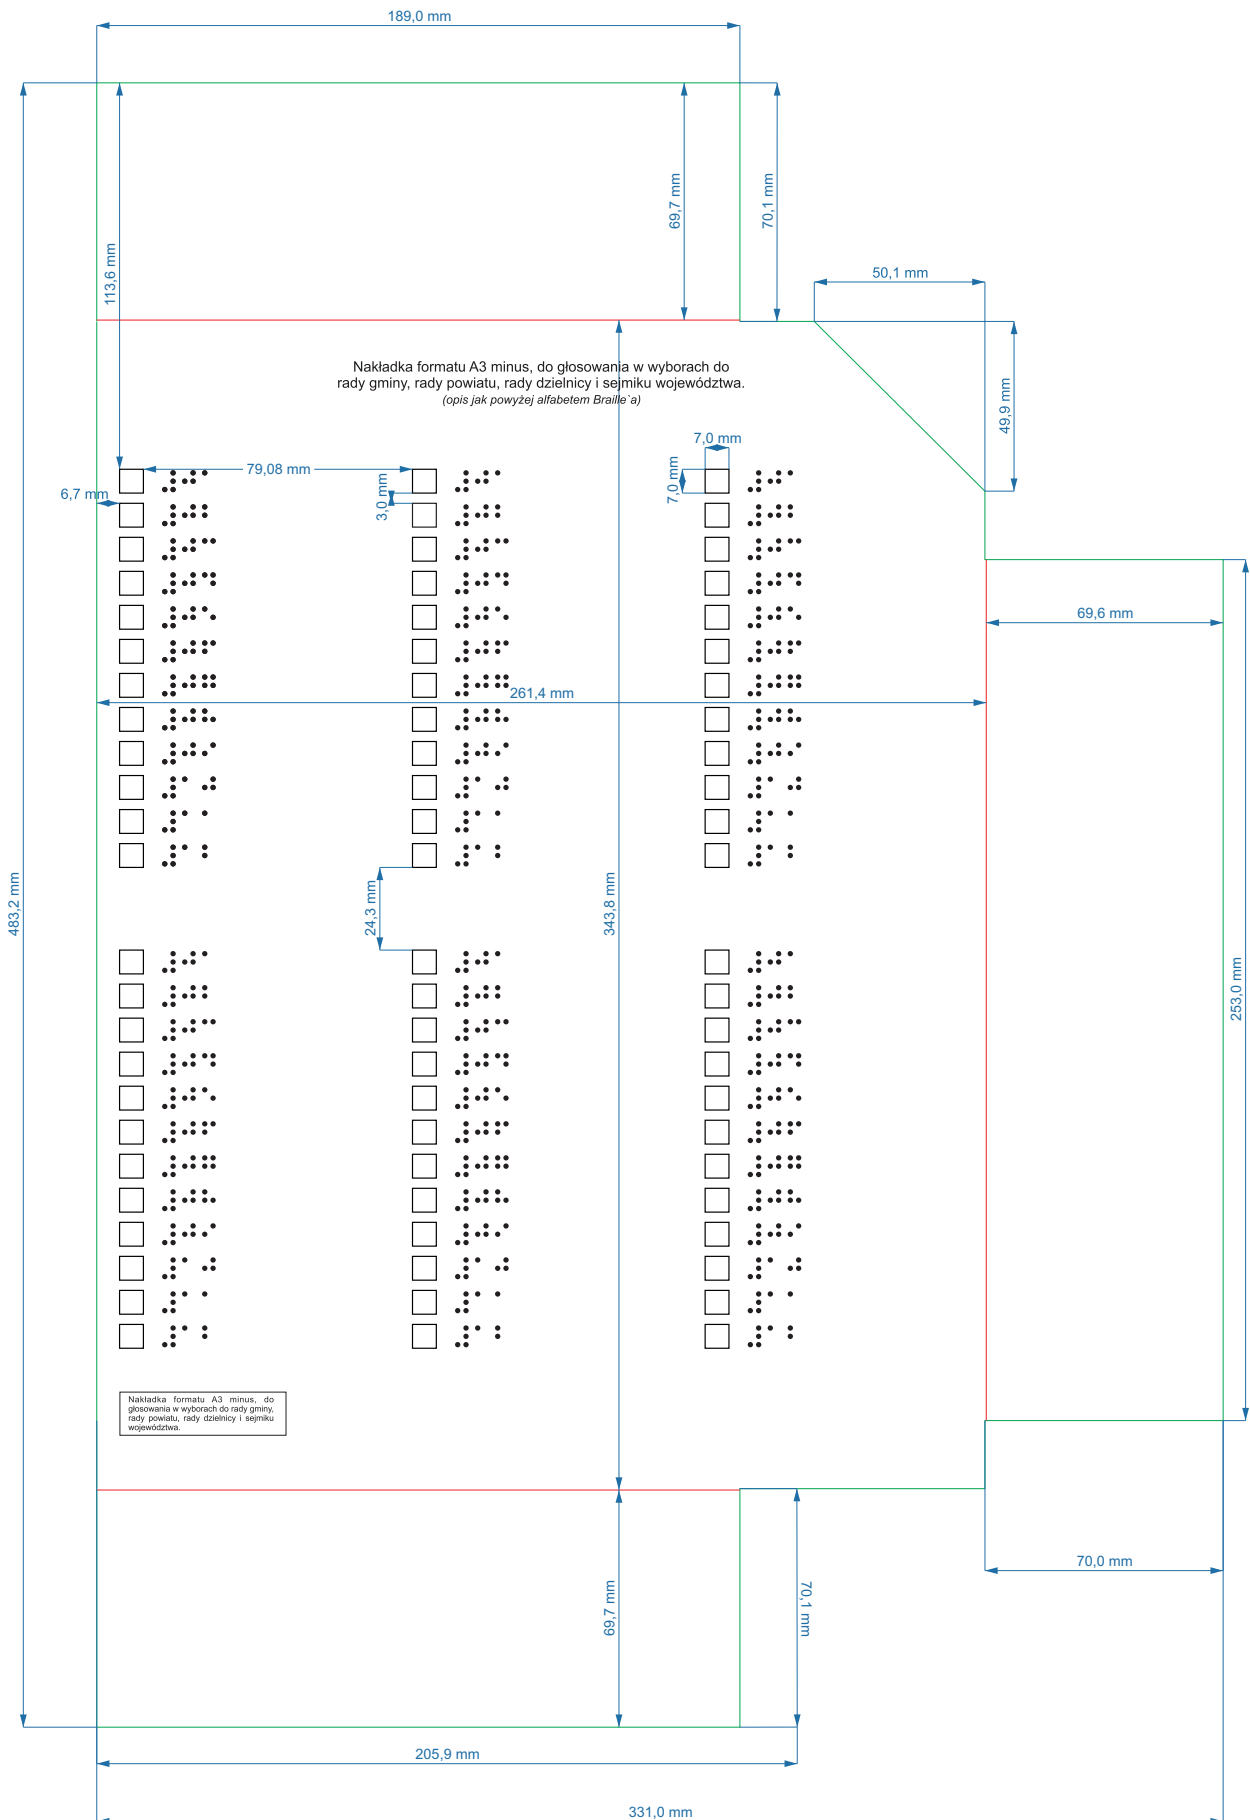 189,0 mm
69,7 mm
70,1 mm
113,6 mm
50,1 mm
49,9 mm
Nakładka formatu A3 minus, do głosowania w wyborach do
rady gminy, rady powiatu, rady dzielnicy i sejmiku województwa.
(opis jak powyżej alfabetem Braille`a)
7,0 mm
79,08 mm
7,0 mm
6,7 mm
3,0 mm
69,6 mm
261,4 mm
483,2 mm
24,3 mm
343,8 mm
253,0 mm
Nakładka formatu A3 minus, do
głosowania w wyborach do rady gminy,
rady powiatu, rady dzielnicy i sejmiku
województwa.
70,0 mm
69,7 mm
70,1 mm
205,9 mm
331,0 mm